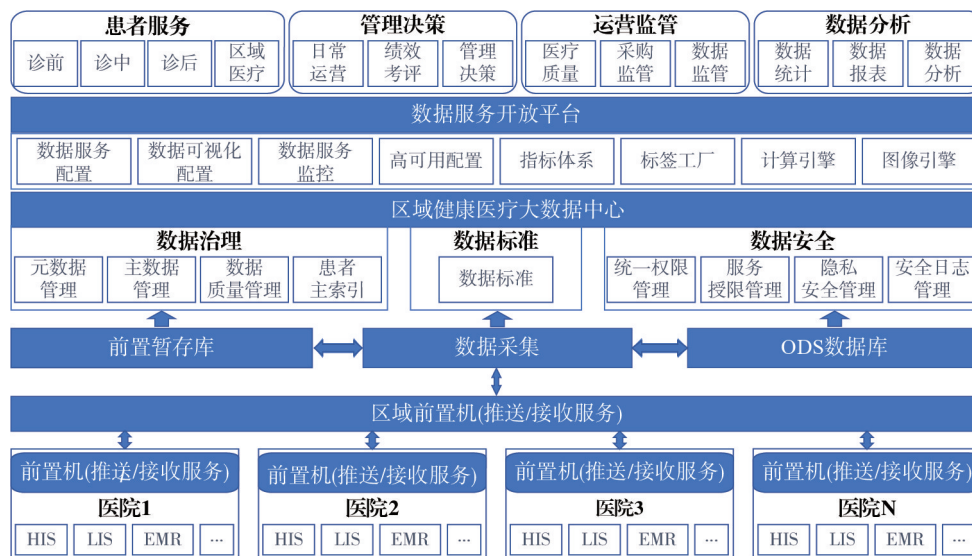 患者服务 管理决策 运营监管 数据分析
诊前 诊中 诊后 区域医疗 日常运营 绩效考评 管理决策 医疗质量 采购监管 数据监管 数据统计 数据报表 数据分析
数据服务开放平台
数据服务配置 数据可视化配置 数据服务监控 高可用配置 指标体系 标签工厂 计算引擎 图像引擎
区域健康医疗大数据中心
数据治理 数据标准 数据安全
元数据管理 主数据管理 数据质量管理 患者主索引 数据标准 统一权限管理 服务授限管理 隐私安全管理 安全日志管理
前置暂存库 数据采集 ODS数据库
区域前置机(推送/接收服务)
前置机(推送/接收服务) 前置机(推送/接收服务) 前置机(推送/接收服务) 前置机(推送/接收服务)
医院1 医院2 医院3 医院N
HIS LIS EMR ... HIS LIS EMR ... HIS LIS EMR ... HIS LIS EMR ...